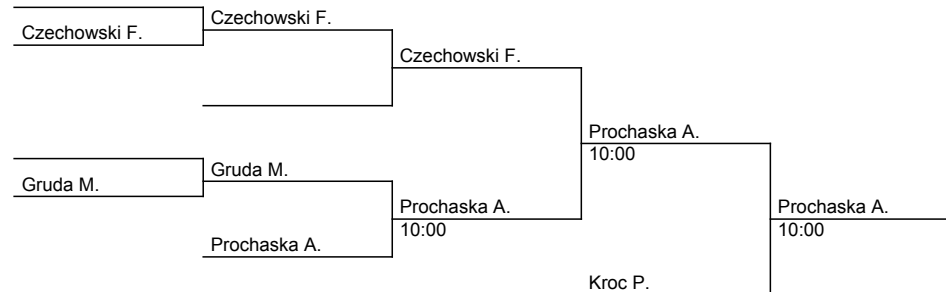 Czechowski F.
Czechowski F.
Czechowski F.
Prochaska A.
10:00
Gruda M.
Gruda M.
Prochaska A.
10:00
Prochaska A.
10:00
Prochaska A.
Kroc P.